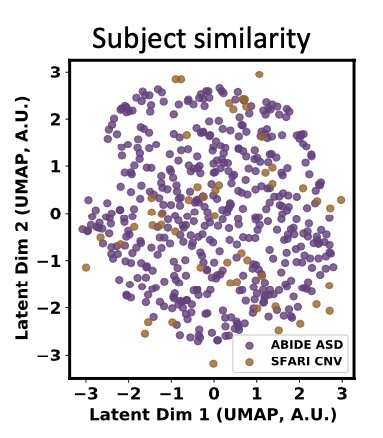 Subject similarity
Latent Dim 2 (UMAP, A.U.)
3
2
1
0
−1
−2
−3
−3 −2 −1 0 1 2 3
Latent Dim 1 (UMAP, A.U.)
ABIDE ASD
SFARI CNV